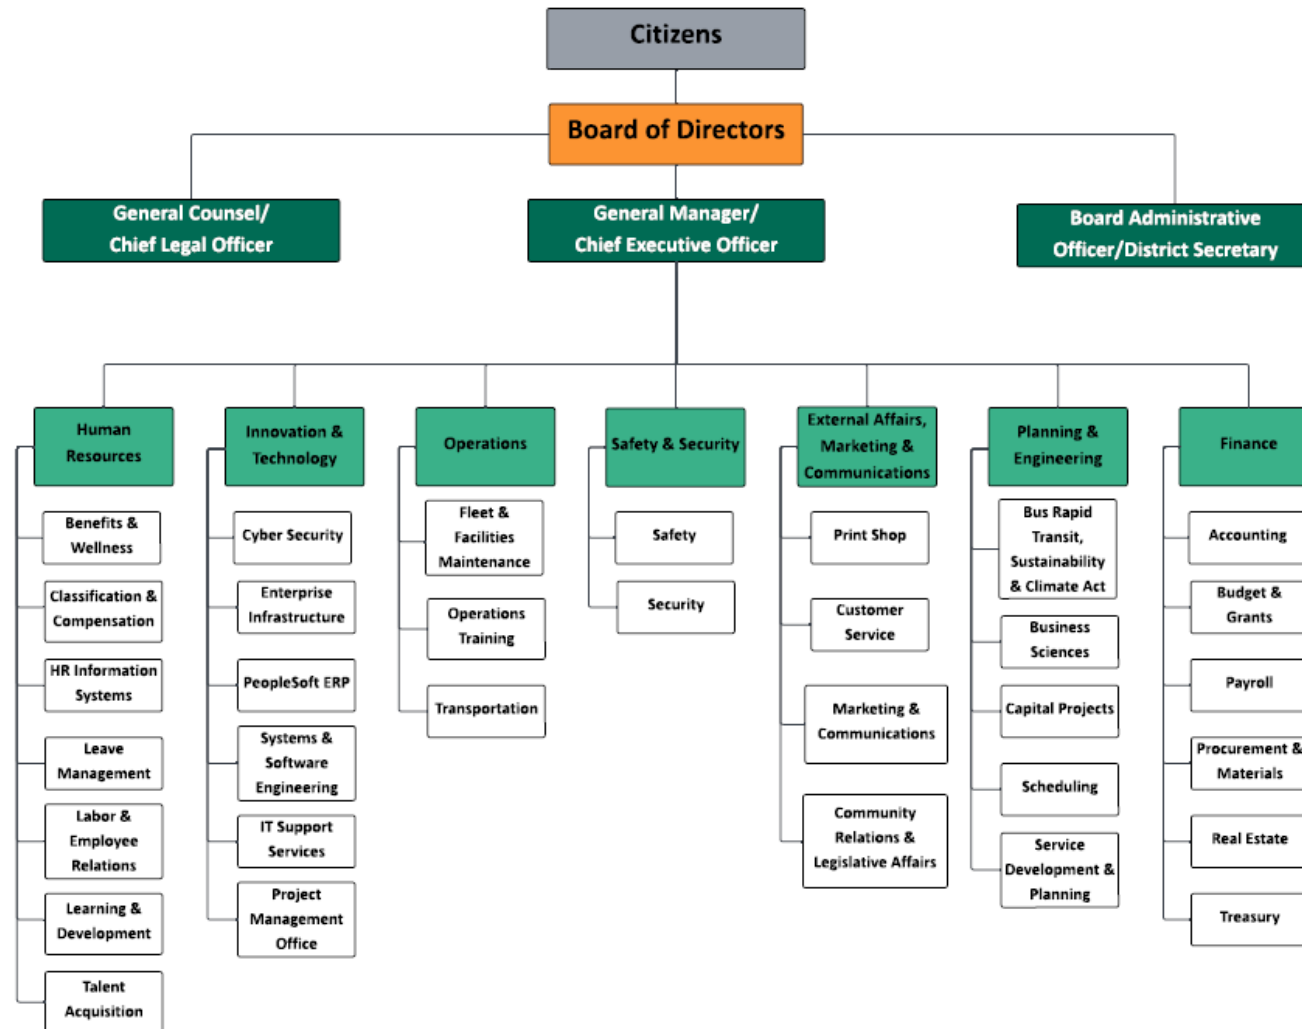 Citizens
Board of Directors
General Counsel/
Chief Legal Officer
General Manager/
Chief Executive Officer
Board Administrative
Officer/District Secretary
Human
Resources
Benefits &
Wellness
Classification &
Compensation
HR Information
Systems
Leave
Management
Labor &
Employee
Relations
Learning &
Development
Talent
Acquisition
Innovation &
Technology
Cyber Security
Enterprise
Infrastructure
PeopleSoft ERP
Systems &
Software
Engineering
IT Support
Services
Project
Management
Office
Operations
Fleet &
Facilities
Maintenance
Operations
Training
Transportation
Safety & Security
Safety
Security
External Affairs,
Marketing &
Communications
Print Shop
Customer
Service
Marketing &
Communications
Community
Relations &
Legislative Affairs
Planning &
Engineering
Bus Rapid
Transit,
Sustainability
& Climate Act
Business
Sciences
Capital Projects
Scheduling
Service
Development &
Planning
Finance
Accounting
Budget &
Grants
Payroll
Procurement &
Materials
Real Estate
Treasury